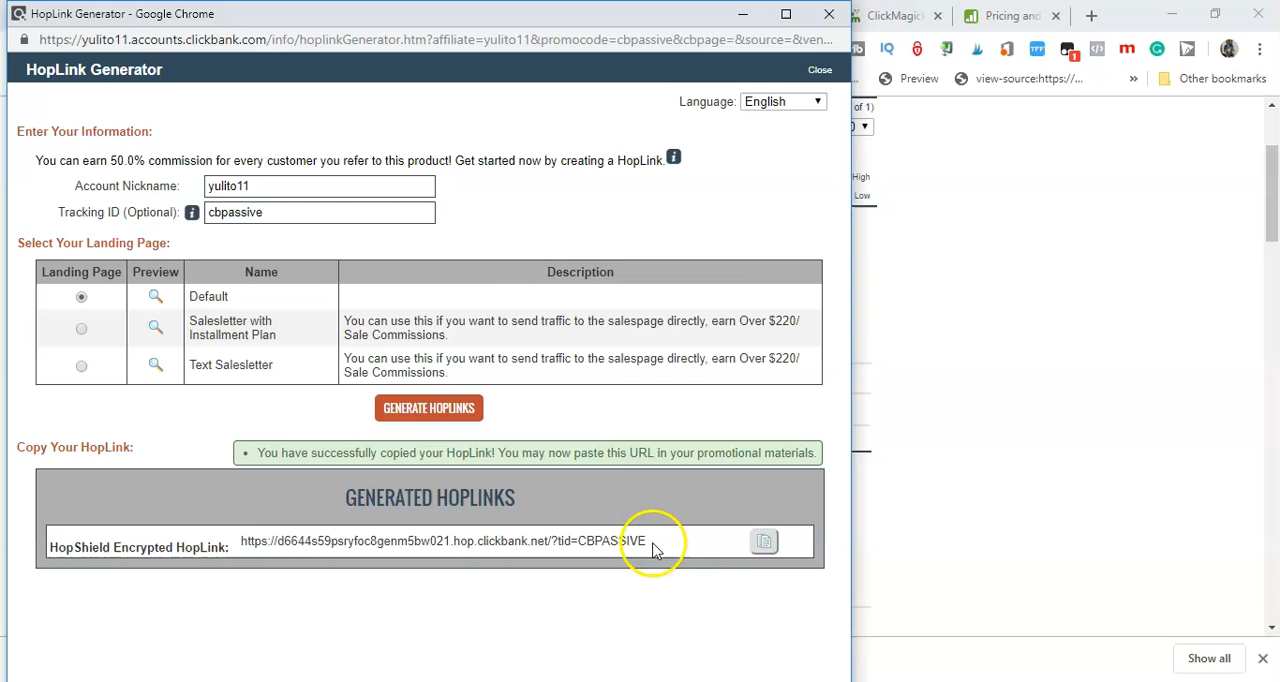 HopLink Generator - Google Chrome
ClickMagic
Pricing and
https://yulito11.accounts.clickbank.com/info/hoplinkGenerator.htm?affiliate=yulito11&promocode=cbpassive&cbpage=&source=&ven...
IQ
TFF
1
m
HopLink Generator
Close
Preview
view-source:https://...
»
Other bookmarks
Language: English
of 1)
Enter Your Information:
You can earn 50.0% commission for every customer you refer to this product! Get started now by creating a HopLink.
High
Account Nickname: yulito11
Low
Tracking ID (Optional): cbpassive
Select Your Landing Page:
Landing Page Preview Name Description
Default
Salesletter with
Installment Plan
You can use this if you want to send traffic to the salespage directly, earn Over $220/
Sale Commissions.
Text Salesletter
You can use this if you want to send traffic to the salespage directly, earn Over $220/
Sale Commissions.
GENERATE HOPLINKS
Copy Your HopLink:
You have successfully copied your HopLink! You may now paste this URL in your promotional materials.
GENERATED HOPLINKS
HopShield Encrypted HopLink: https://d6644s59psryfoc8genm5bw021.hop.clickbank.net/?tid=CBPASSIVE
Show all